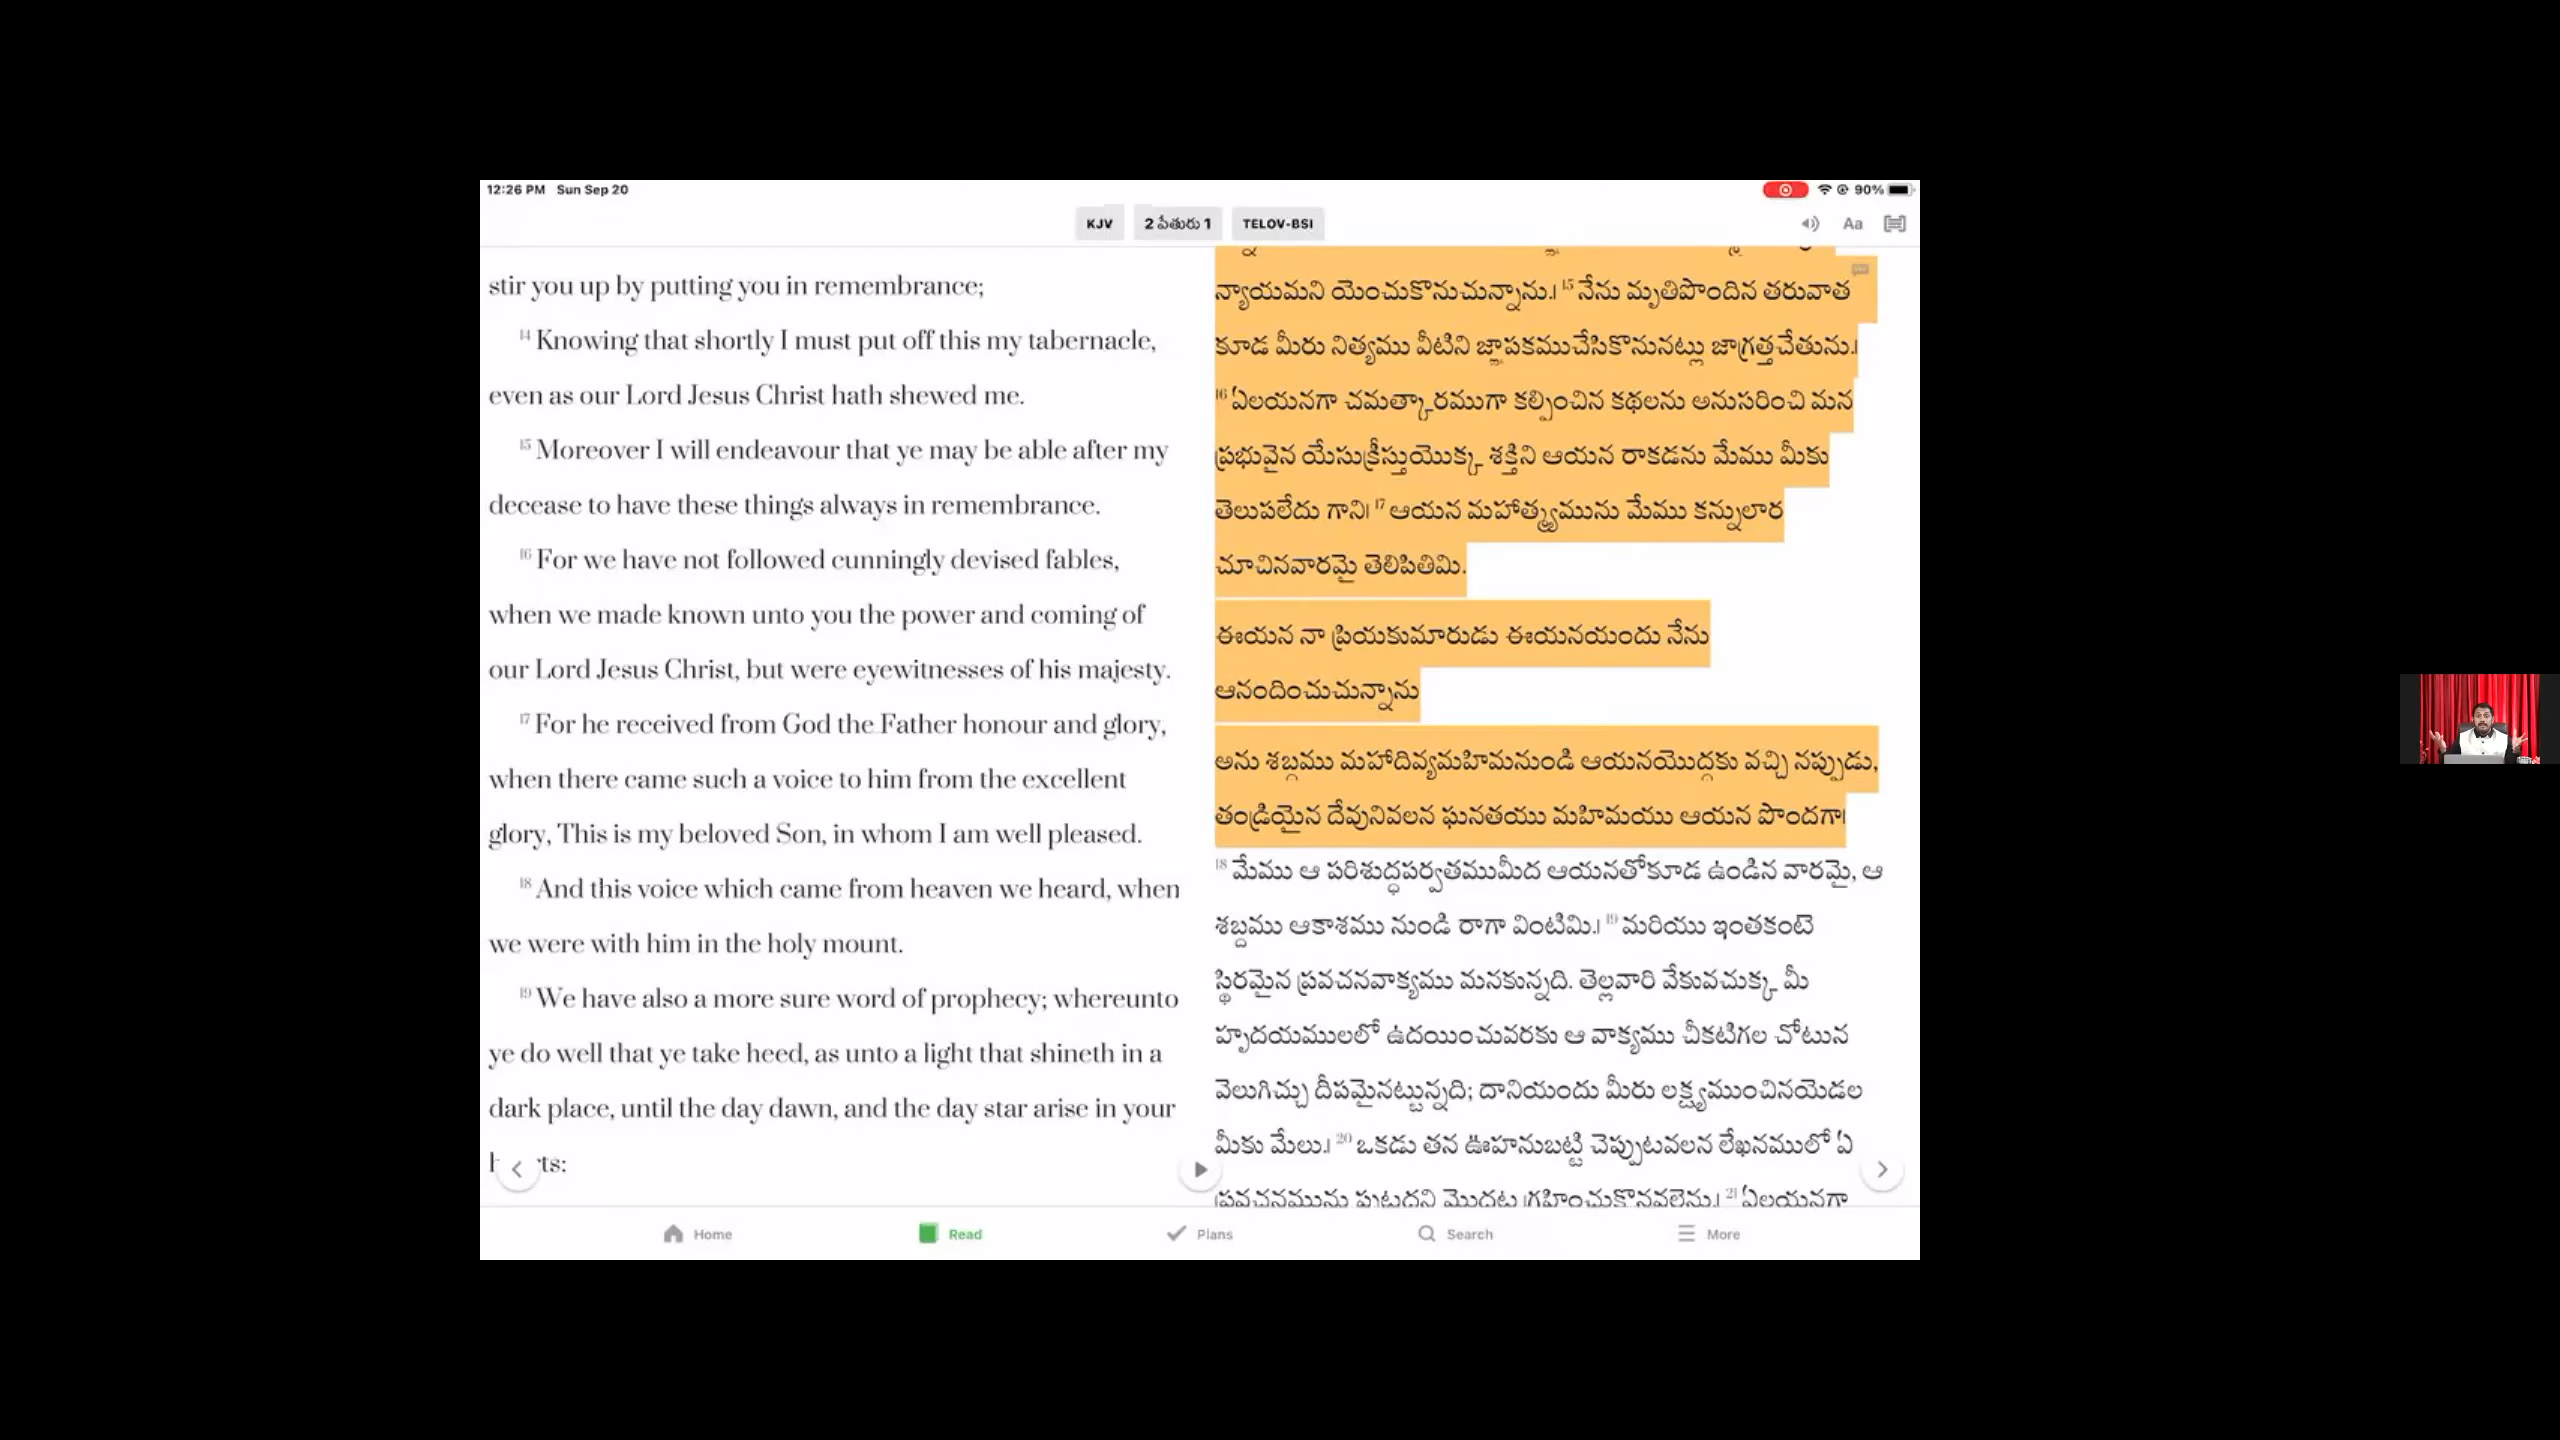 12:26 PM Sun Sep 20
90%
KJV 2 పేతురు 1 TELOV-BSI
Aa
stir you up by putting you in remembrance;
14 Knowing that shortly I must put off this my tabernacle,
even as our Lord Jesus Christ hath shewed me.
15 Moreover I will endeavour that ye may be able after my
decease to have these things always in remembrance.
16 For we have not followed cunningly devised fables,
when we made known unto you the power and coming of
our Lord Jesus Christ, but were eyewitnesses of his majesty.
17 For he received from God the Father honour and glory,
when there came such a voice to him from the excellent
glory, This is my beloved Son, in whom I am well pleased.
18 And this voice which came from heaven we heard, when
we were with him in the holy mount.
19 We have also a more sure word of prophecy; whereunto
ye do well that ye take heed, as unto a light that shineth in a
dark place, until the day dawn, and the day star arise in your
న్యాయమని యెంచుకొనుచున్నాను.| 15 నేను మృతిపొందిన తరువాత
కూడ మీరు నిత్యము వీటిని జ్ఞాపకముచేసికొనునట్లు జాగ్రత్తచేతును.|
16 ఏలయనగా చమత్కారముగా కల్పించిన కథలను అనుసరించి మన
ప్రభువైన యేసుక్రీస్తుయొక్క శక్తిని ఆయన రాకడను మేము మీకు
తెలుపలేదు గాని| 17 ఆయన మహాత్మ్యమును మేము కన్నులార
చూచినవారమై తెలిపితిమి.
ఈయన నా ప్రియకుమారుడు ఈయనయందు నేను
ఆనందించుచున్నాను
అను శబ్దము మహాదివ్యమహిమనుండి ఆయనయొద్దకు వచ్చి నప్పుడు,
తండ్రియైన దేవునివలన ఘనతయు మహిమయు ఆయన పొందగా|
18 మేము ఆ పరిశుద్ధపర్వతముమీద ఆయనతోకూడ ఉండిన వారమై, ఆ
శబ్దము ఆకాశము నుండి రాగా వింటిమి.| 19 మరియు ఇంతకంటె
స్థిరమైన ప్రవచనవాక్యము మనకున్నది. తెల్లవారి వేకువచుక్క మీ
హృదయములలో ఉదయించువరకు ఆ వాక్యము చీకటిగల చోటున
వెలుగిచ్చు దీపమైనట్టున్నది; దానియందు మీరు లక్ష్యముంచినయెడల
మీకు మేలు.| 20 ఒకడు తన ఊహనుబట్టి చెప్పుటవలన లేఖనములో ఏ
ప్రవచనమును పుట్టదని మొదట గ్రహించుకొనవలెను.| 21 ఏలయనగా
Home Read Plans Search More